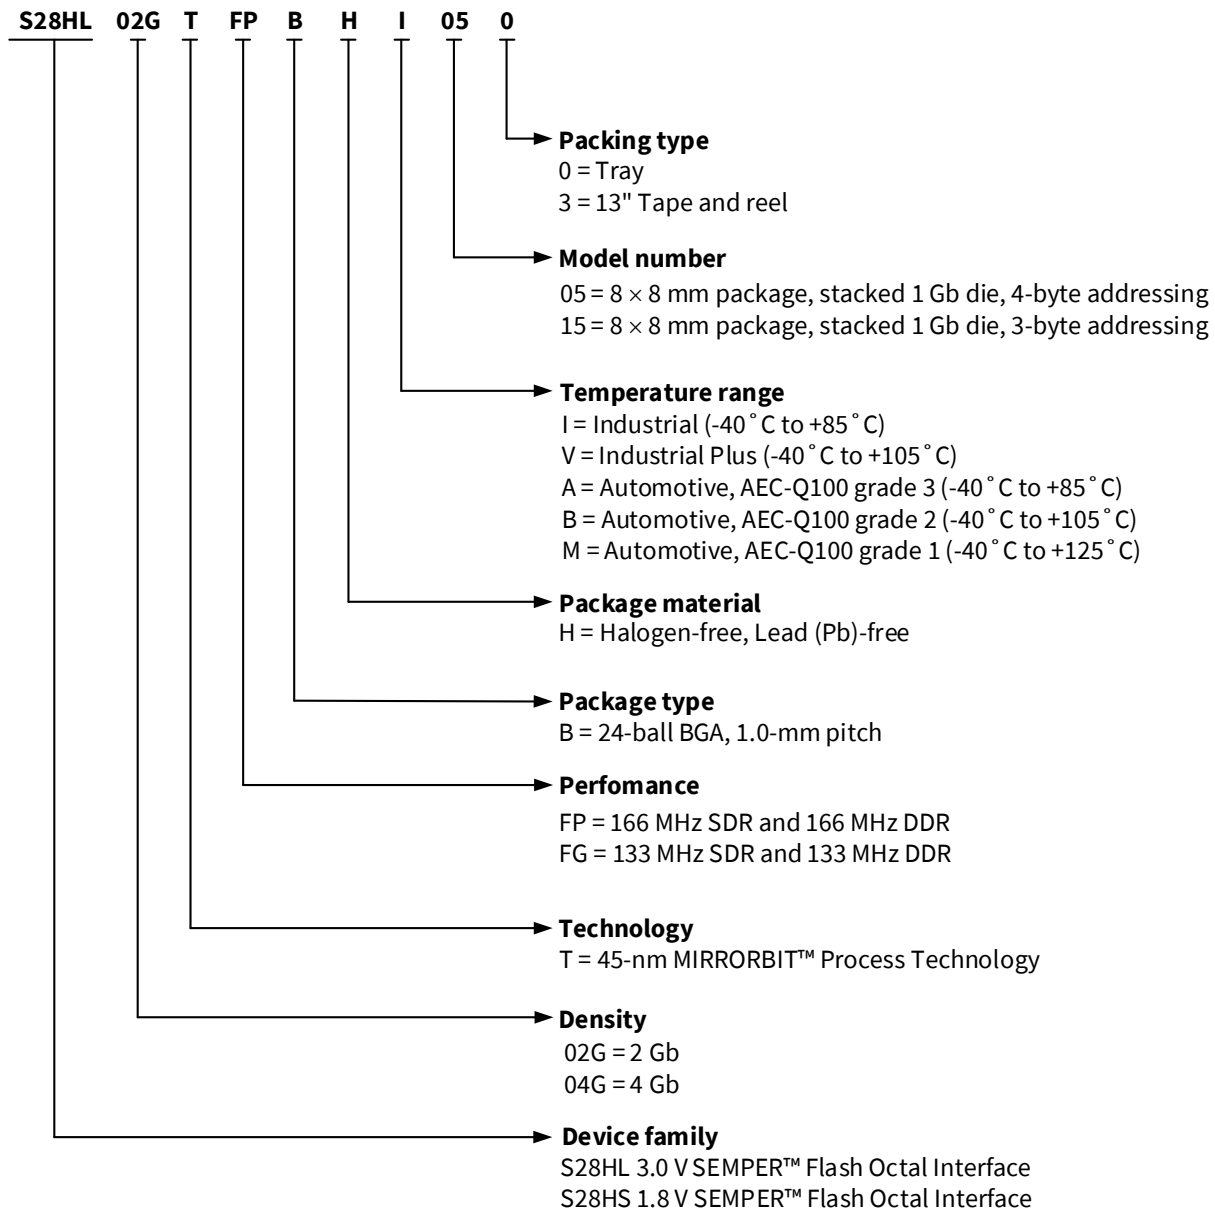 S28HL 02G T FP B H I 05 0
Packing type
0 = Tray
3 = 13" Tape and reel
Model number
05 = 8 × 8 mm package, stacked 1 Gb die, 4-byte addressing
15 = 8 × 8 mm package, stacked 1 Gb die, 3-byte addressing
Temperature range
I = Industrial (-40˚C to +85˚C)
V = Industrial Plus (-40˚C to +105˚C)
A = Automotive, AEC-Q100 grade 3 (-40˚C to +85˚C)
B = Automotive, AEC-Q100 grade 2 (-40˚C to +105˚C)
M = Automotive, AEC-Q100 grade 1 (-40˚C to +125˚C)
Package material
H = Halogen-free, Lead (Pb)-free
Package type
B = 24-ball BGA, 1.0-mm pitch
Perfomance
FP = 166 MHz SDR and 166 MHz DDR
FG = 133 MHz SDR and 133 MHz DDR
Technology
T = 45-nm MIRRORBIT™ Process Technology
Density
02G = 2 Gb
04G = 4 Gb
Device family
S28HL 3.0 V SEMPER™ Flash Octal Interface
S28HS 1.8 V SEMPER™ Flash Octal Interface